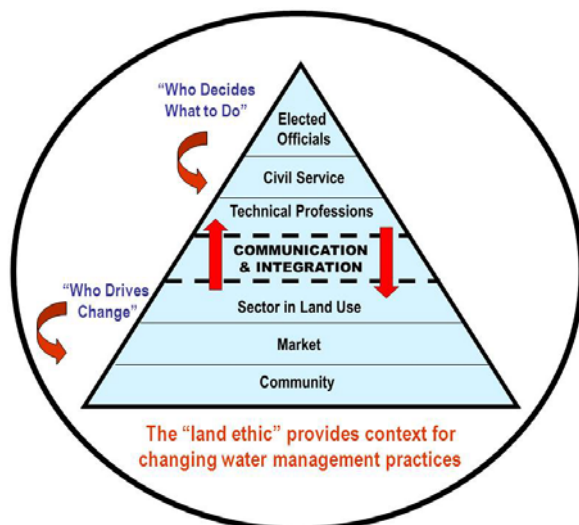 “Who Decides
What to Do”
Elected
Officials
Civil Service
Technical Professions
COMMUNICATION
& INTEGRATION
“Who Drives
Change”
Sector in Land Use
Market
Community
The “land ethic” provides context for
changing water management practices